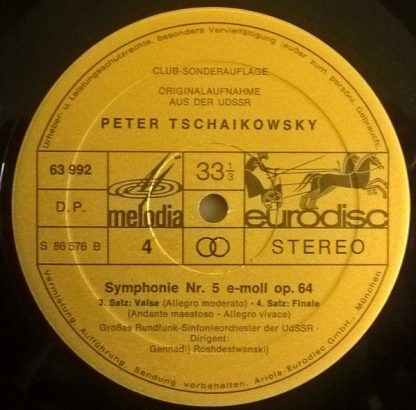 Urheber- u. Leistungsschutzrechte, besonders Vervielfältigung (außer zum persönl. Gebrauch),
CLUB-SONDERAUFLAGE
ORIGINALAUFNAHME
AUS DER UDSSR
PETER TSCHAIKOWSKY
63 992
33 1/3
D. P.
melodia
eurodisc
S 86 576 B
4
STEREO
Symphonie Nr. 5 e-moll op. 64
3. Satz: Valse (Allegro moderato) - 4. Satz: Finale
(Andante maestoso - Allegro vivace)
Großes Rundfunk-Sinfonieorchester der UdSSR
Dirigent:
Gennadij Roshdestwenskij
Vermietung, Aufführung, Sendung vorbehalten. Ariola-Eurodisc GmbH., München